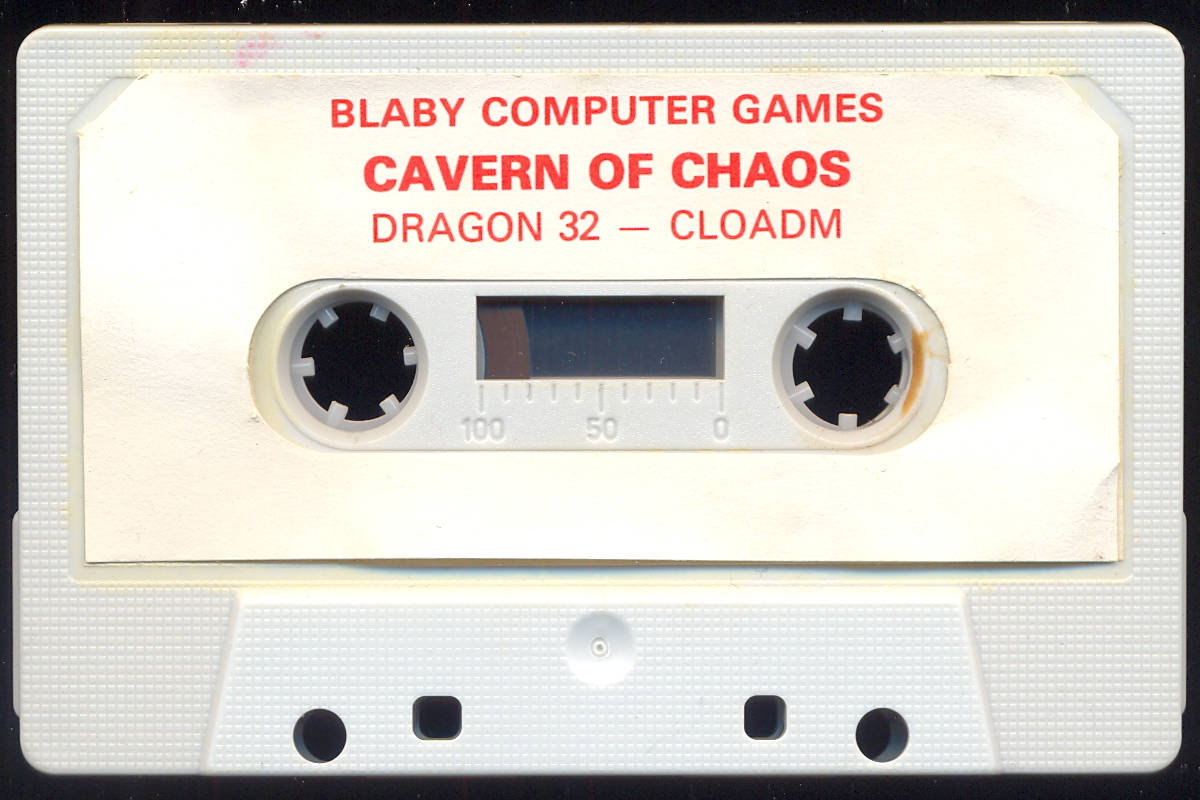 BLABY COMPUTER GAMES
CAVERN OF CHAOS
DRAGON 32 — CLOADM
100 50 0